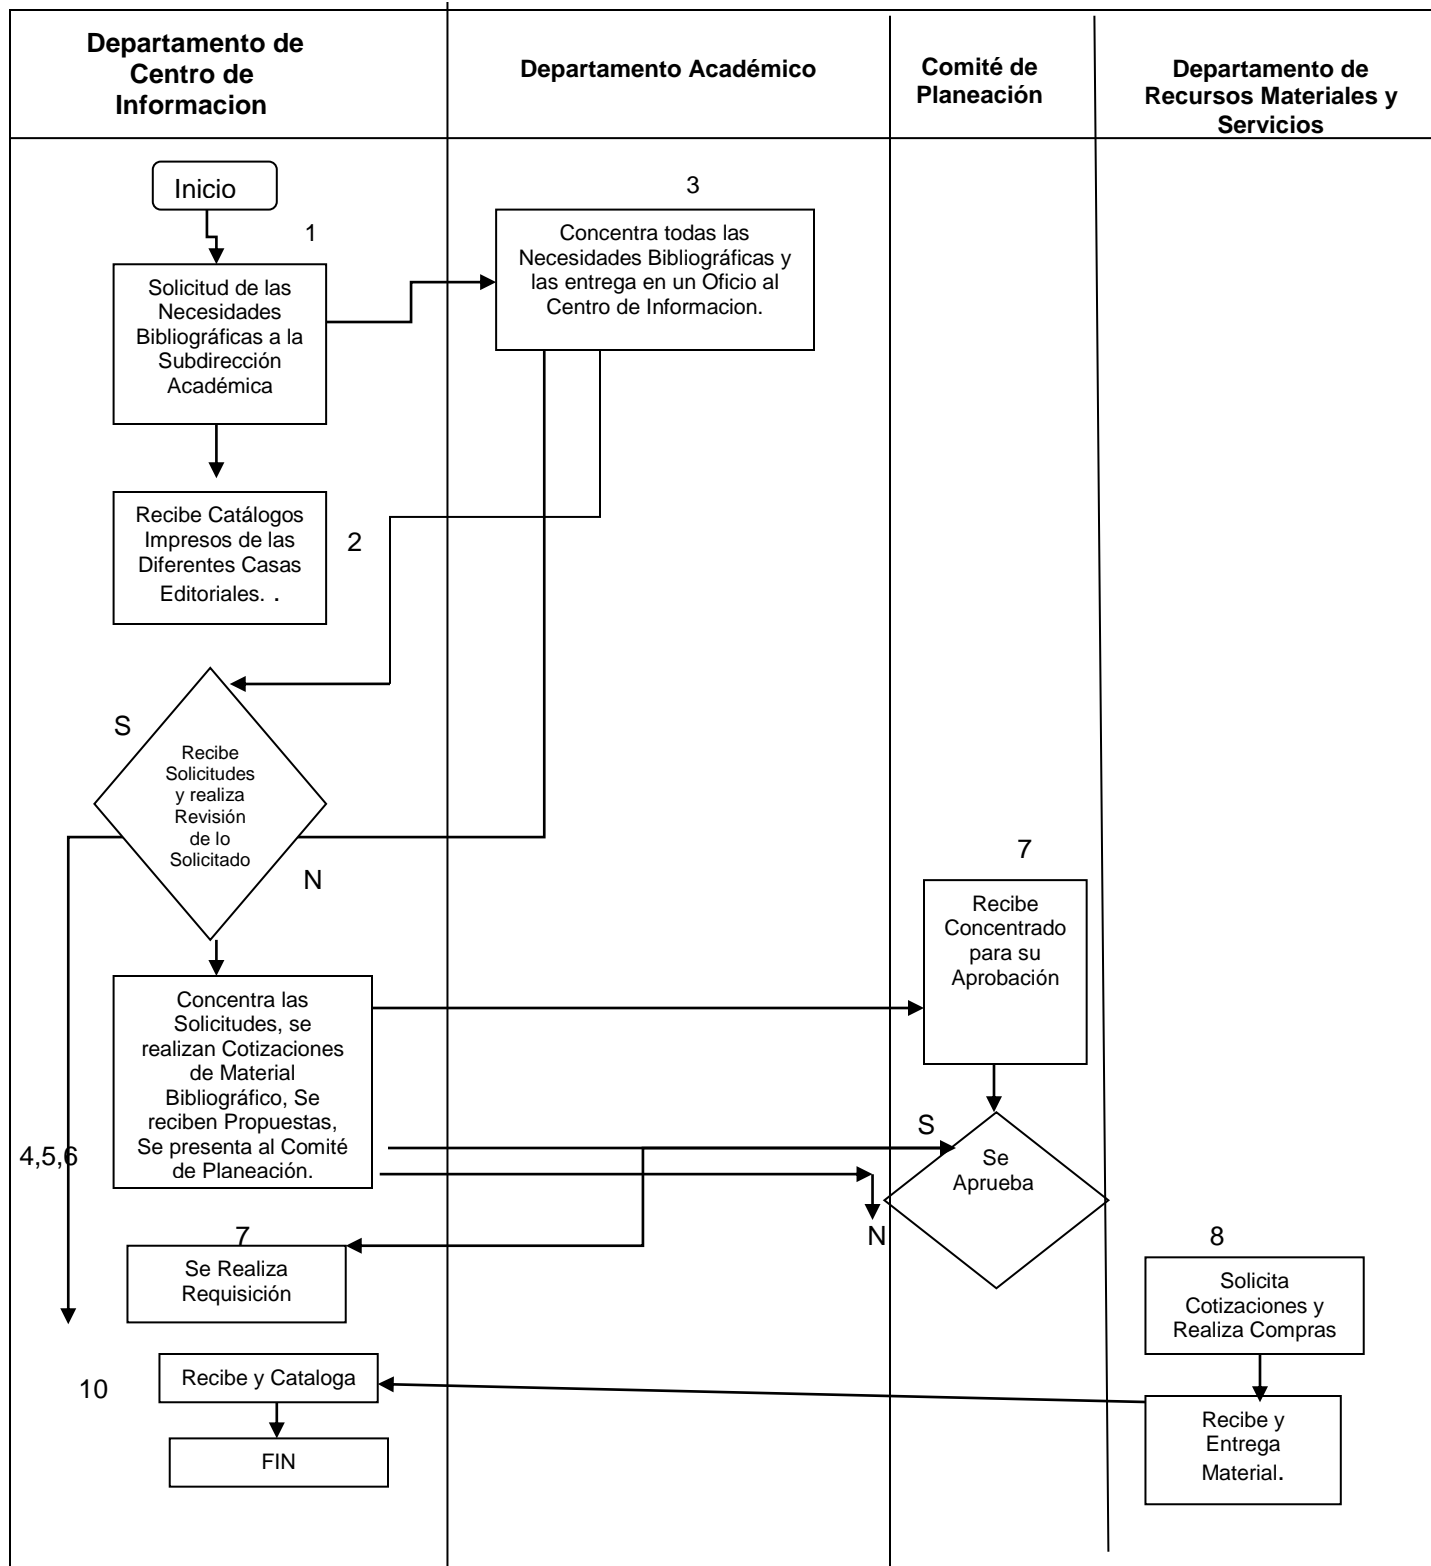 Departamento de
Centro de
Informacion
Departamento Académico
Comité de
Planeación
Departamento de
Recursos Materiales y
Servicios
Inicio
1
3
Solicitud de las
Necesidades
Bibliográficas a la
Subdirección
Académica
Concentra todas las
Necesidades Bibliográficas y
las entrega en un Oficio al
Centro de Informacion.
Recibe Catálogos
Impresos de las
Diferentes Casas
Editoriales. .
2
S
Recibe
Solicitudes
y realiza
Revisión
de lo
Solicitado
N
7
Recibe
Concentrado
para su
Aprobación
Concentra las
Solicitudes, se
realizan Cotizaciones
de Material
Bibliográfico, Se
reciben Propuestas,
Se presenta al Comité
de Planeación.
4,5,6
S
Se
Aprueba
N
7
Se Realiza
Requisición
8
Solicita
Cotizaciones y
Realiza Compras
10
Recibe y Cataloga
Recibe y
Entrega
Material.
FIN